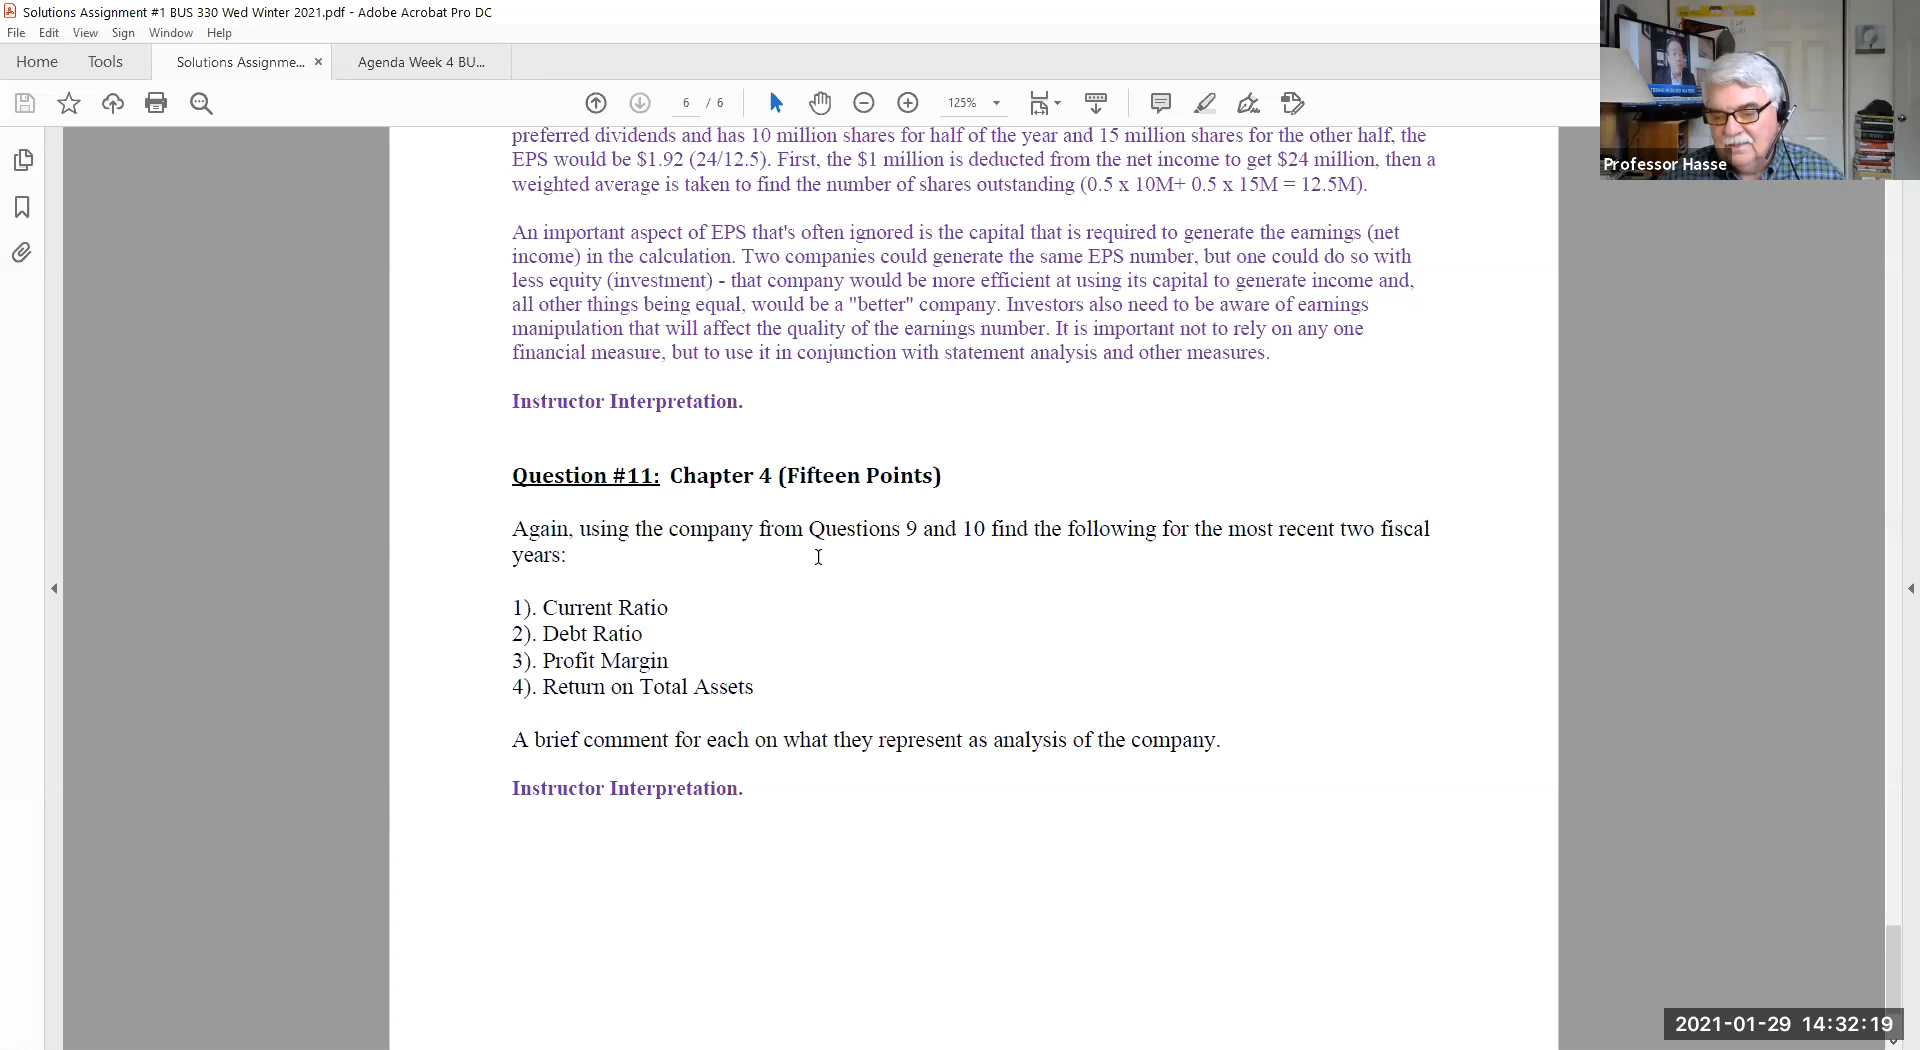 Solutions Assignment #1 BUS 330 Wed Winter 2021.pdf - Adobe Acrobat Pro DC
File Edit View Sign Window Help
Home Tools Solutions Assignme... × Agenda Week 4 BU...
6 / 6 125%
preferred dividends and has 10 million shares for half of the year and 15 million shares for the other half, the
EPS would be $1.92 (24/12.5). First, the $1 million is deducted from the net income to get $24 million, then a
weighted average is taken to find the number of shares outstanding (0.5 x 10M+ 0.5 x 15M = 12.5M).
Professor Hasse
An important aspect of EPS that's often ignored is the capital that is required to generate the earnings (net
income) in the calculation. Two companies could generate the same EPS number, but one could do so with
less equity (investment) - that company would be more efficient at using its capital to generate income and,
all other things being equal, would be a "better" company. Investors also need to be aware of earnings
manipulation that will affect the quality of the earnings number. It is important not to rely on any one
financial measure, but to use it in conjunction with statement analysis and other measures.
Instructor Interpretation.
Question #11: Chapter 4 (Fifteen Points)
Again, using the company from Questions 9 and 10 find the following for the most recent two fiscal
years:
1). Current Ratio
2). Debt Ratio
3). Profit Margin
4). Return on Total Assets
A brief comment for each on what they represent as analysis of the company.
Instructor Interpretation.
2021-01-29 14:32:19